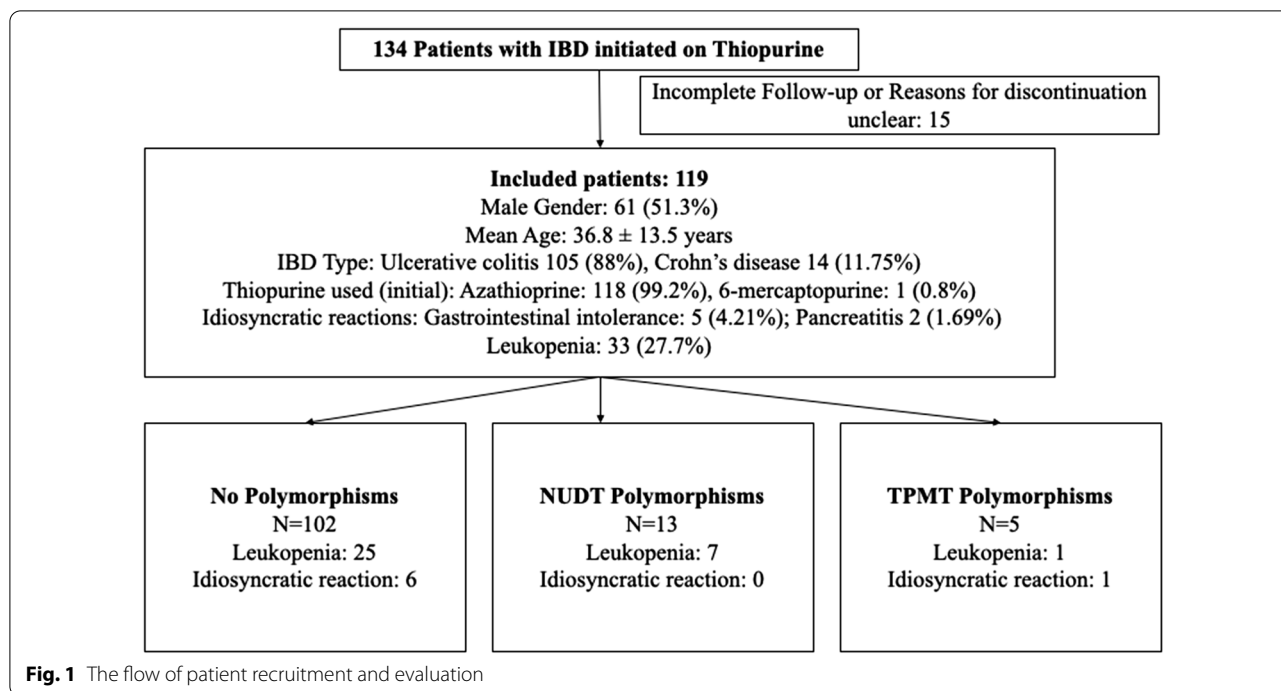 134 Patients with IBD initiated on Thiopurine
Incomplete Follow-up or Reasons for discontinuation
unclear: 15
Included patients: 119
Male Gender: 61 (51.3%)
Mean Age: 36.8 ± 13.5 years
IBD Type: Ulcerative colitis 105 (88%), Crohn’s disease 14 (11.75%)
Thiopurine used (initial): Azathioprine: 118 (99.2%), 6-mercaptopurine: 1 (0.8%)
Idiosyncratic reactions: Gastrointestinal intolerance: 5 (4.21%); Pancreatitis 2 (1.69%)
Leukopenia: 33 (27.7%)
No Polymorphisms
N=102
Leukopenia: 25
Idiosyncratic reaction: 6
NUDT Polymorphisms
N=13
Leukopenia: 7
Idiosyncratic reaction: 0
TPMT Polymorphisms
N=5
Leukopenia: 1
Idiosyncratic reaction: 1
Fig. 1 The flow of patient recruitment and evaluation